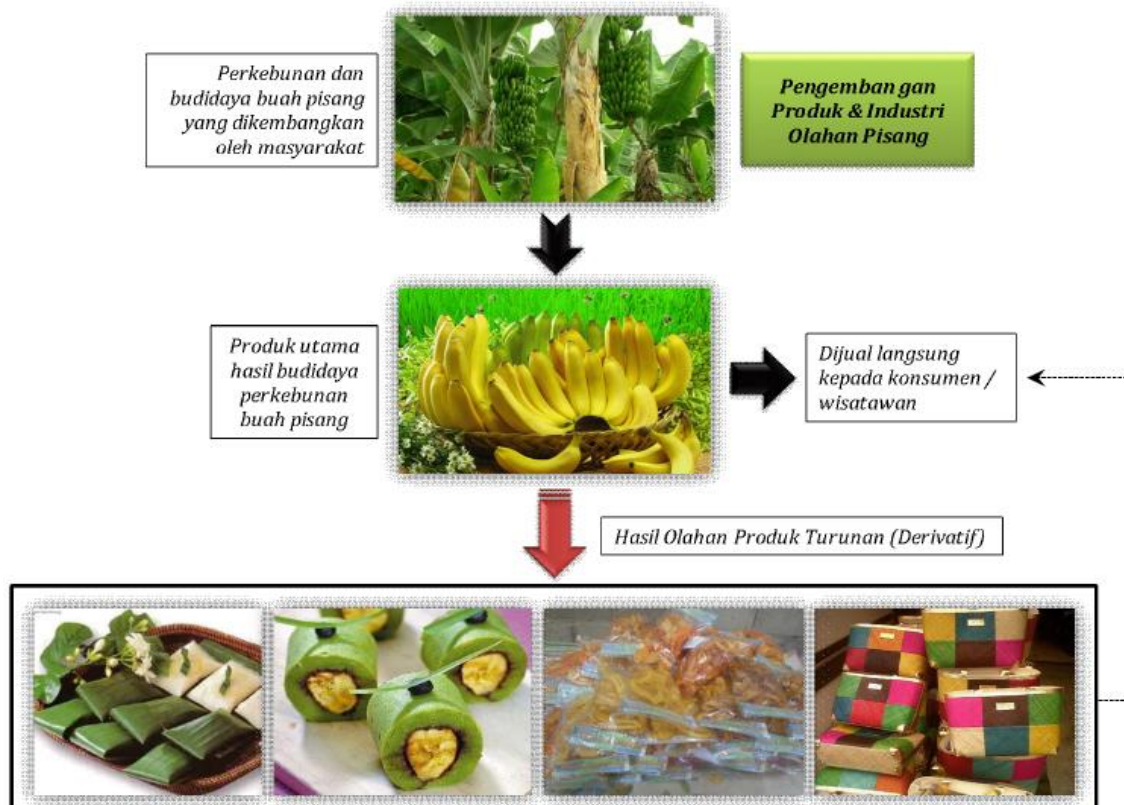 Perkebunan dan
budidaya buah pisang
yang dikembangkan
oleh masyarakat
Pengemban gan
Produk & Industri
Olahan Pisang
Produk utama
hasil budidaya
perkebunan
buah pisang
Dijual langsung
kepada konsumen /
wisatawan
Hasil Olahan Produk Turunan (Derivatif)